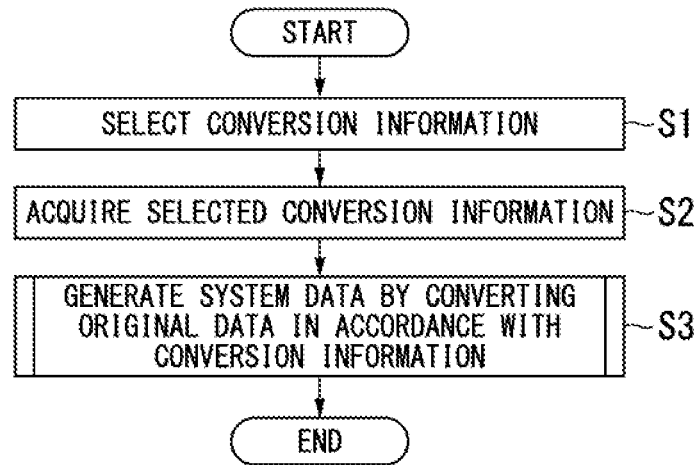 START
SELECT CONVERSION INFORMATION
S1
ACQUIRE SELECTED CONVERSION INFORMATION
S2
GENERATE SYSTEM DATA BY CONVERTING
ORIGINAL DATA IN ACCORDANCE WITH
CONVERSION INFORMATION
S3
END